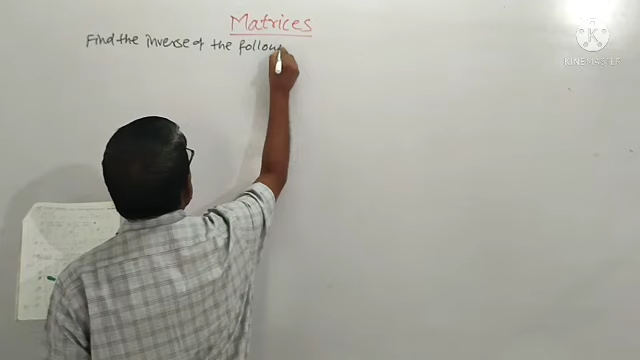 Matrices
Find the inverse of the follow
KINEMASTER